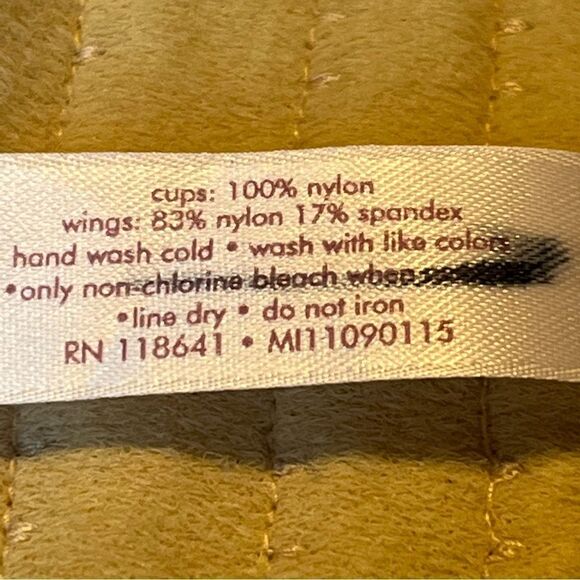 cups: 100% nylon
wings: 83% nylon 17% spandex
hand wash cold • wash with like colors
•only non-chlorine bleach when
•line dry • do not iron
RN 118641 • MI11090115